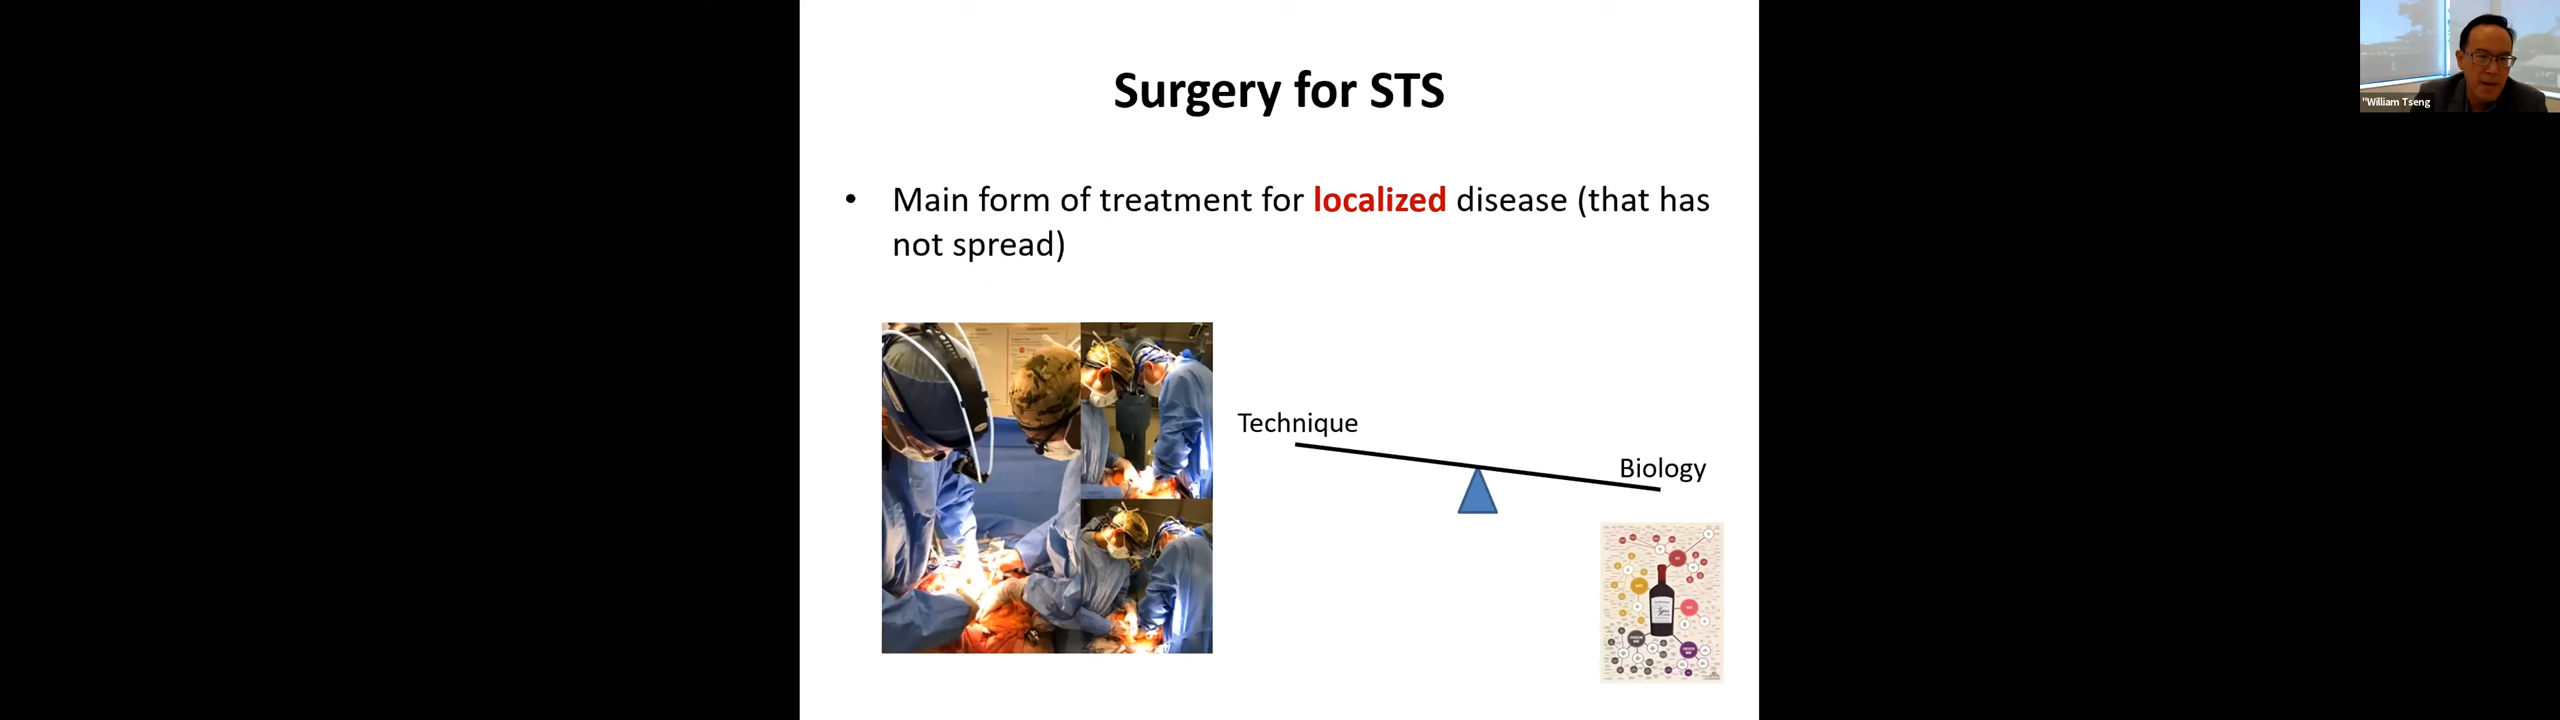 Surgery for STS
"William Tseng
• Main form of treatment for localized disease (that has
not spread)
Technique
Biology